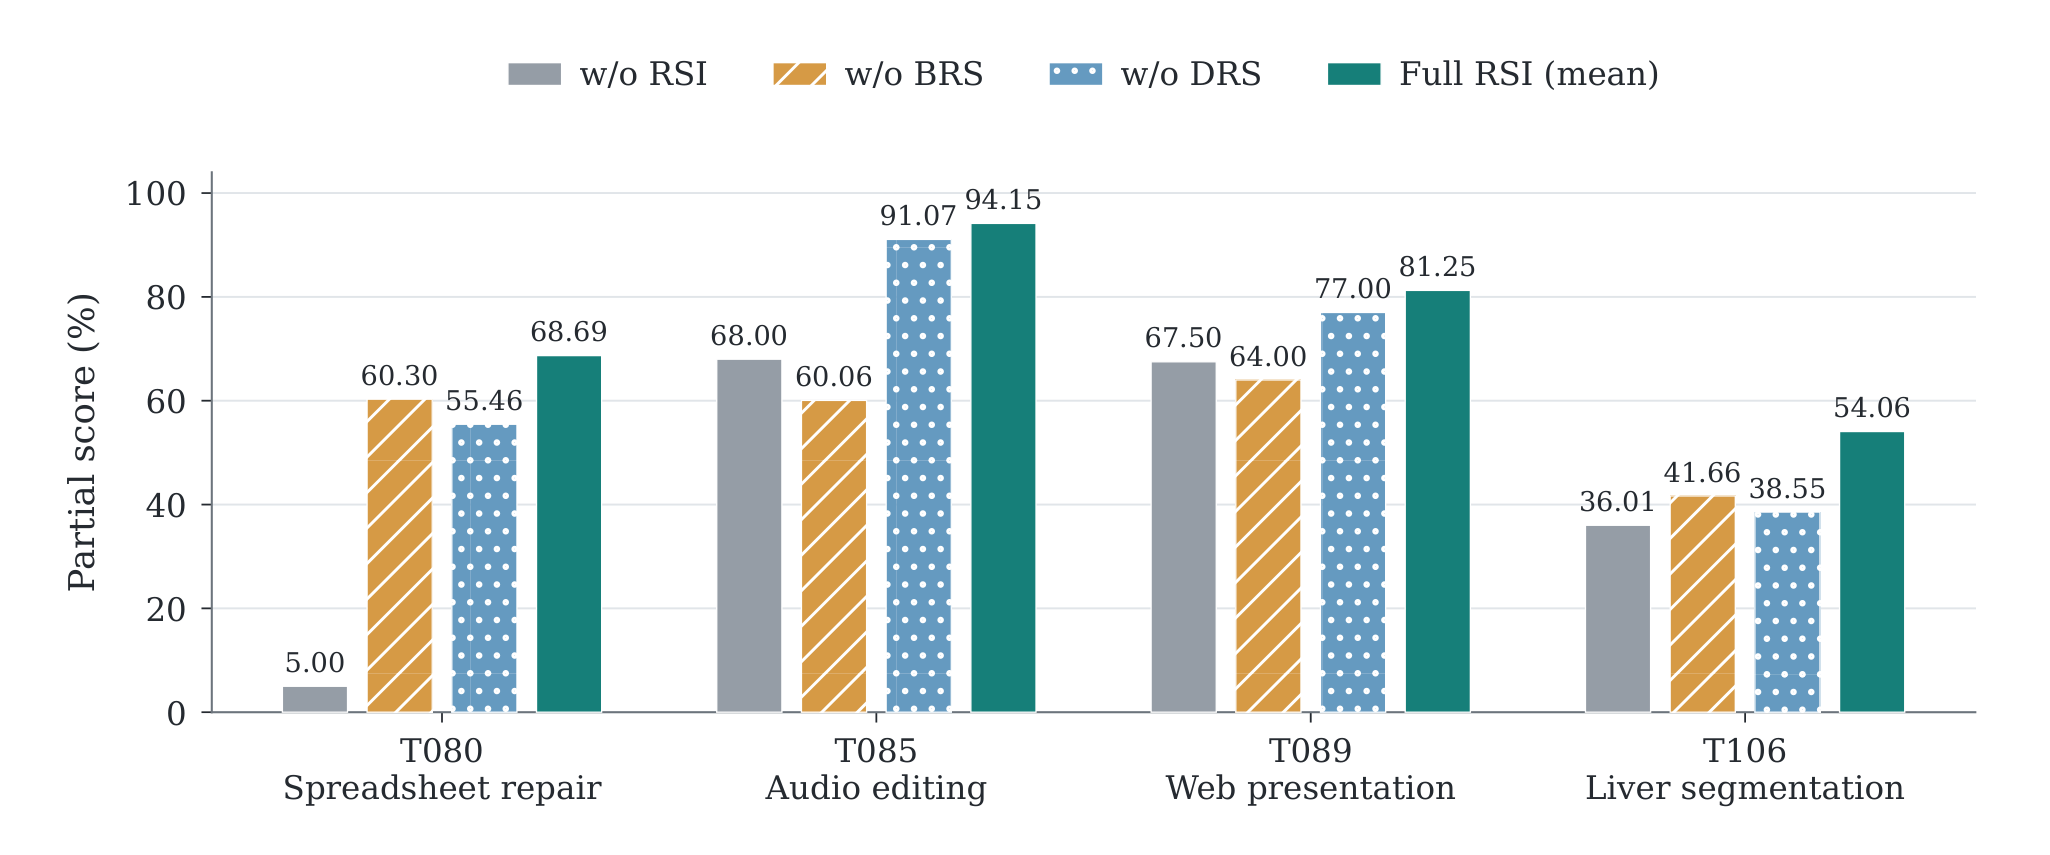 w/o RSI w/o BRS w/o DRS Full RSI (mean)
Partial score (%)
100
80
60
40
20
0
5.00 60.30 55.46 68.69
68.00 60.06 91.07 94.15
67.50 64.00 77.00 81.25
36.01 41.66 38.55 54.06
T080 T085 T089 T106
Spreadsheet repair Audio editing Web presentation Liver segmentation